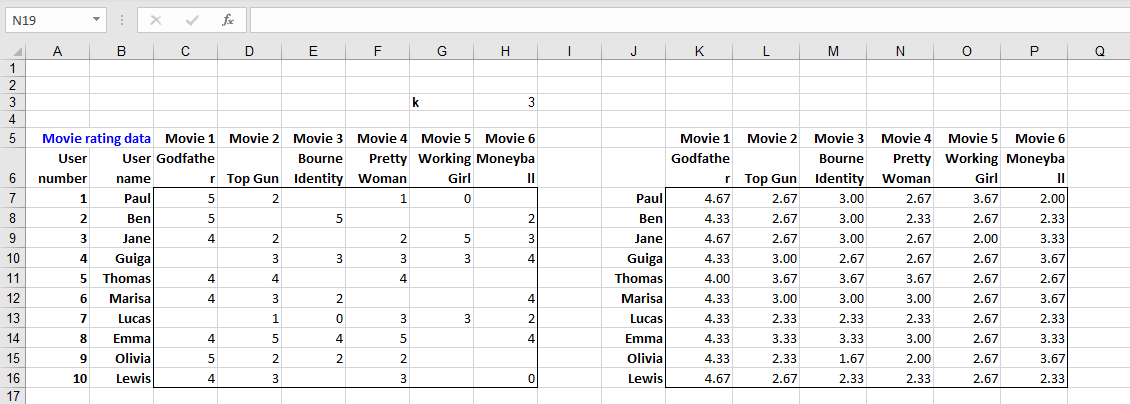 N19 fx
A B C D E F G H I J K L M N O P Q
1
2
3 k 3
4
5 Movie rating data Movie 1 Movie 2 Movie 3 Movie 4 Movie 5 Movie 6 Movie 1 Movie 2 Movie 3 Movie 4 Movie 5 Movie 6
User User Godfathe Bourne Pretty Working Moneyba Godfathe Bourne Pretty Working Moneyba
6 number name r Top Gun Identity Woman Girl ll r Top Gun Identity Woman Girl ll
7 1 Paul 5 2 1 0 Paul 4.67 2.67 3.00 2.67 3.67 2.00
8 2 Ben 5 5 2 Ben 4.33 2.67 3.00 2.33 2.67 2.33
9 3 Jane 4 2 2 5 3 Jane 4.67 2.67 3.00 2.67 2.00 3.33
10 4 Guiga 3 3 3 3 4 Guiga 4.33 3.00 2.67 2.67 2.67 3.67
11 5 Thomas 4 4 4 Thomas 4.00 3.67 3.67 3.67 2.67 2.67
12 6 Marisa 4 3 2 4 Marisa 4.33 3.00 3.00 3.00 2.67 3.67
13 7 Lucas 1 0 3 3 2 Lucas 4.33 2.33 2.33 2.33 2.67 2.33
14 8 Emma 4 5 4 5 4 Emma 4.33 3.33 3.33 3.00 2.67 3.33
15 9 Olivia 5 2 2 2 Olivia 4.33 2.33 1.67 2.00 2.67 3.67
16 10 Lewis 4 3 3 0 Lewis 4.67 2.67 2.33 2.33 2.67 2.33
17